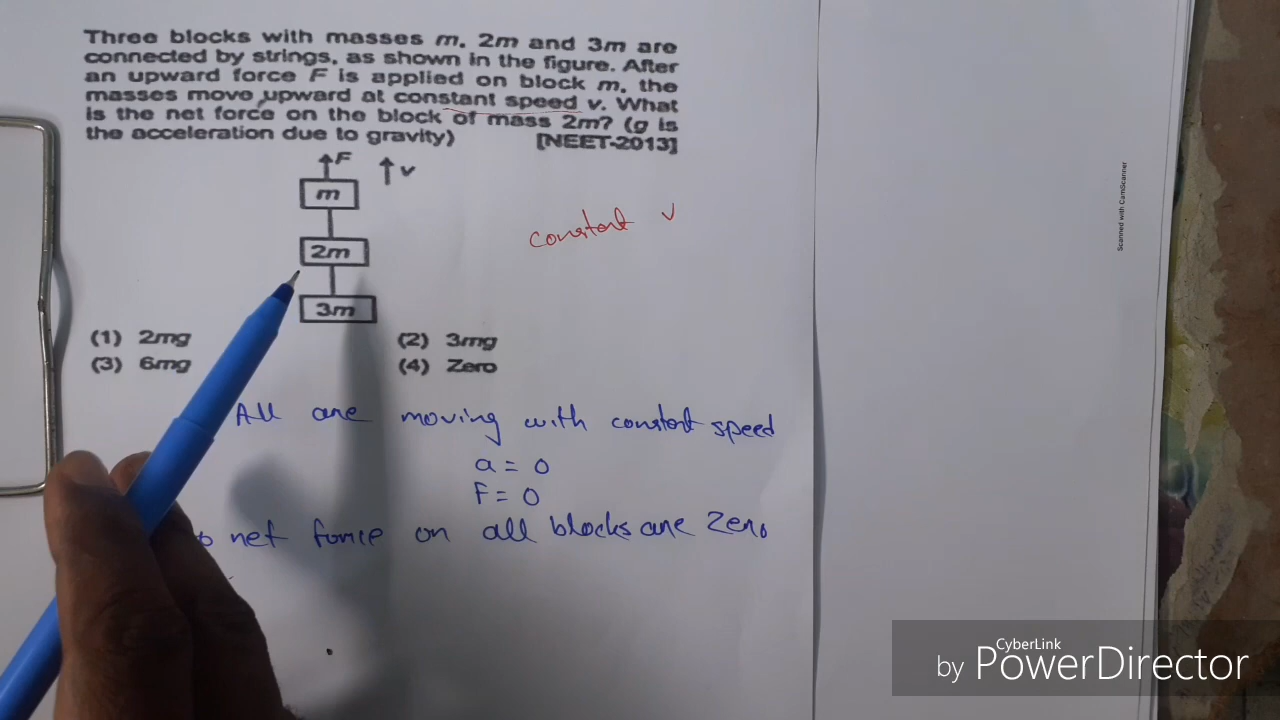 Three blocks with masses m, 2m and 3m are
connected by strings, as shown in the figure. After
an upward force F is applied on block m, the
masses move upward at constant speed v. What
is the net force on the block of mass 2m? (g is
the acceleration due to gravity) [NEET-2013]
F v
m
2m
3m
constant v
(1) 2mg (2) 3mg
(3) 6mg (4) Zero
All are moving with constant speed
a = 0
F = 0
net force on all blocks are Zero
Scanned with CamScanner
CyberLink
by PowerDirector